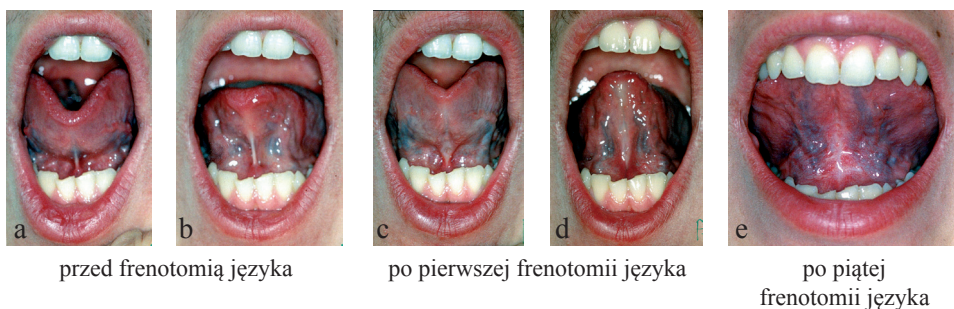 a
b
c
d
e
przed frenotomią języka
po pierwszej frenotomii języka
po piątej
frenotomii języka